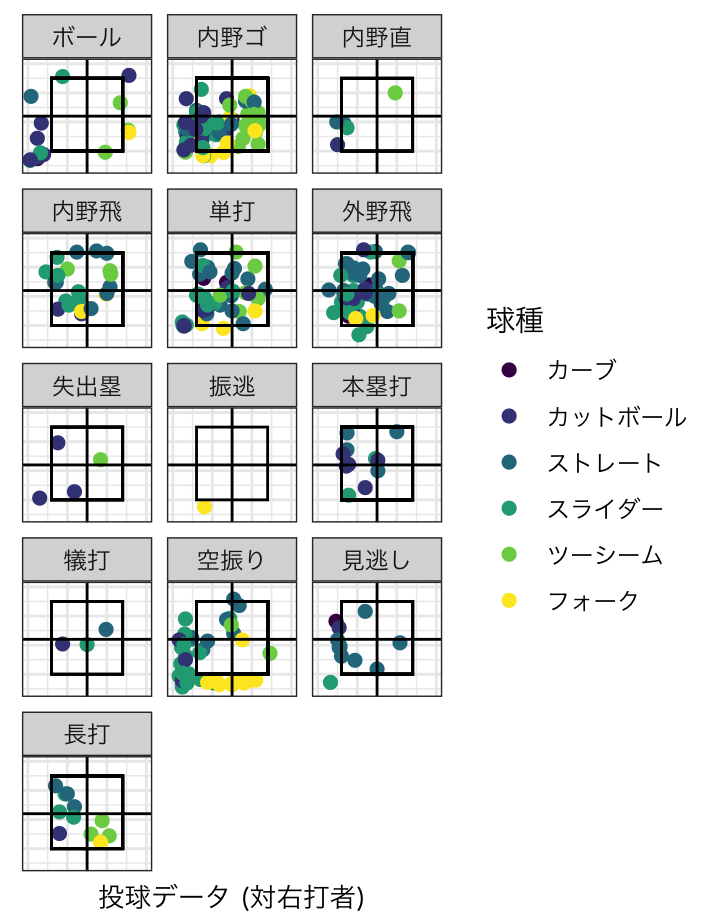 ボール 内野ゴ 内野直
内野飛 単打 外野飛
失出塁 振逃 本塁打
犠打 空振り 見逃し
長打
球種
カーブ
カットボール
ストレート
スライダー
ツーシーム
フォーク
投球データ (対右打者)